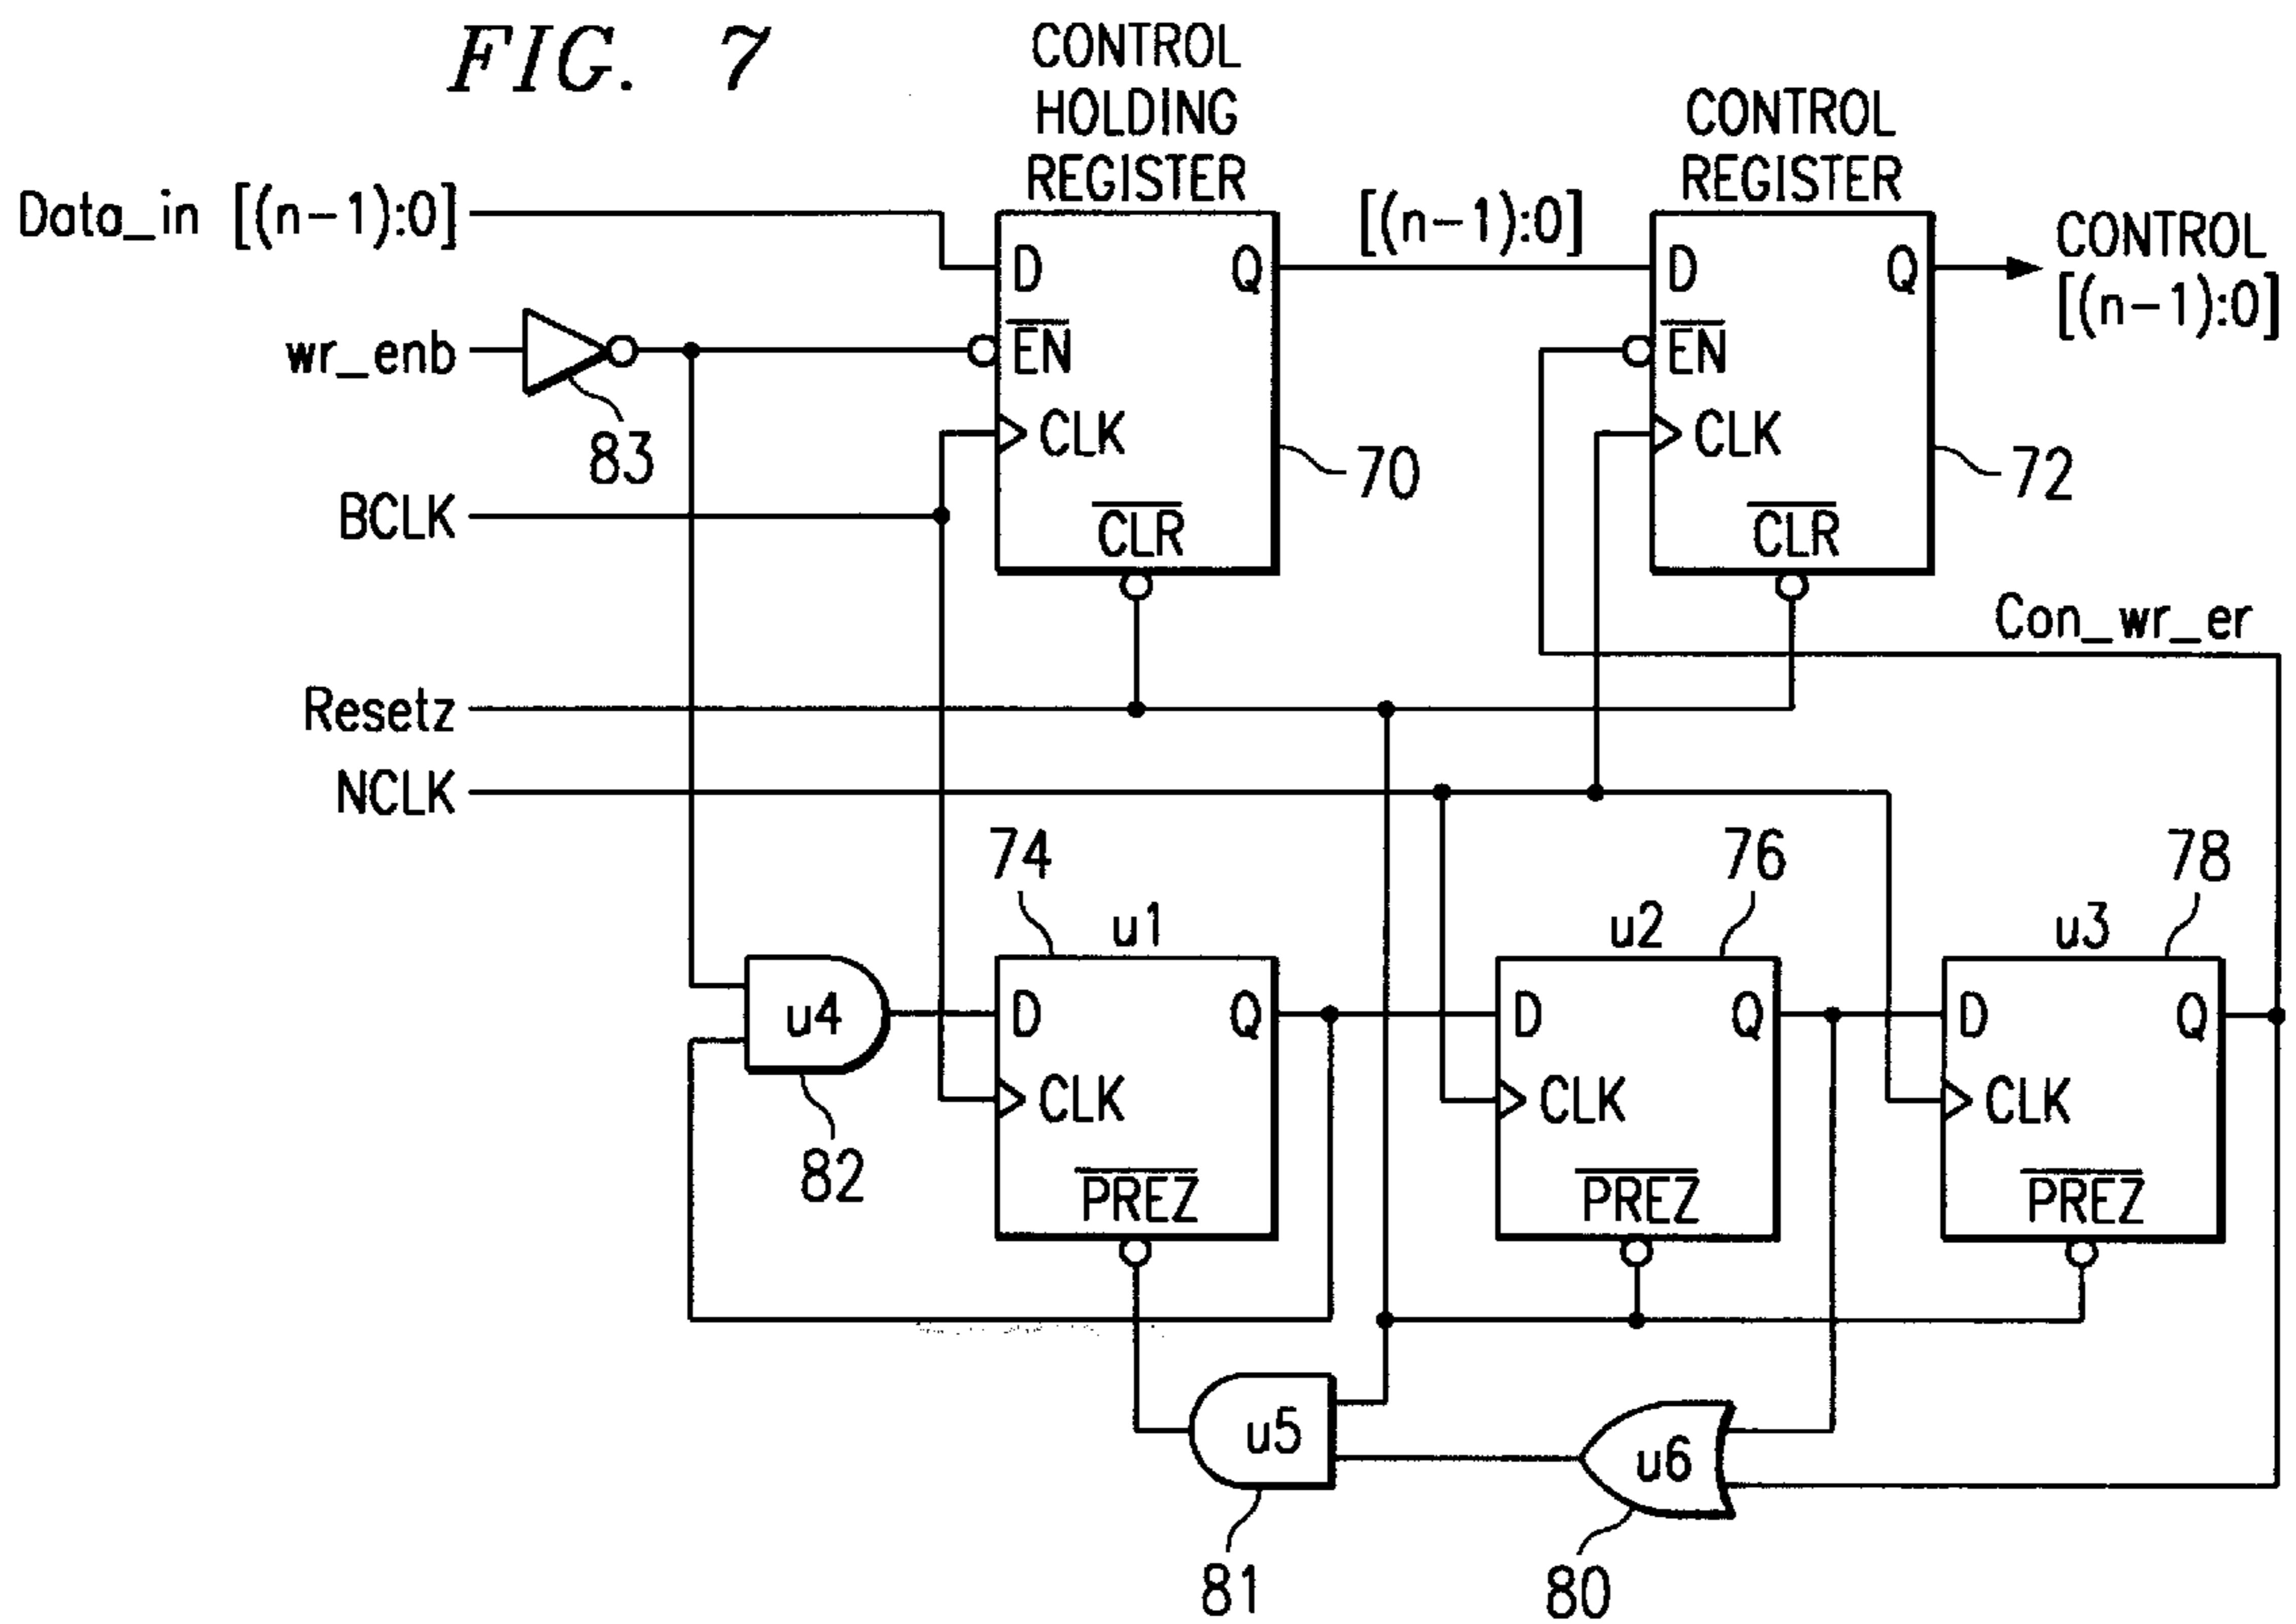 FIG. 7
CONTROL
HOLDING
REGISTER
CONTROL
REGISTER
Data_in [(n-1):0]
[(n-1):0]
D
Q
D
Q
CONTROL
[(n-1):0]
wr_enb
EN
EN
83
CLK
CLK
70
72
BCLK
CLR
CLR
Con_wr_er
Resetz
NCLK
74
76
78
u1
u2
u3
u4
D
Q
D
Q
D
Q
CLK
CLK
CLK
82
PREZ
PREZ
PREZ
u5
u6
81
80